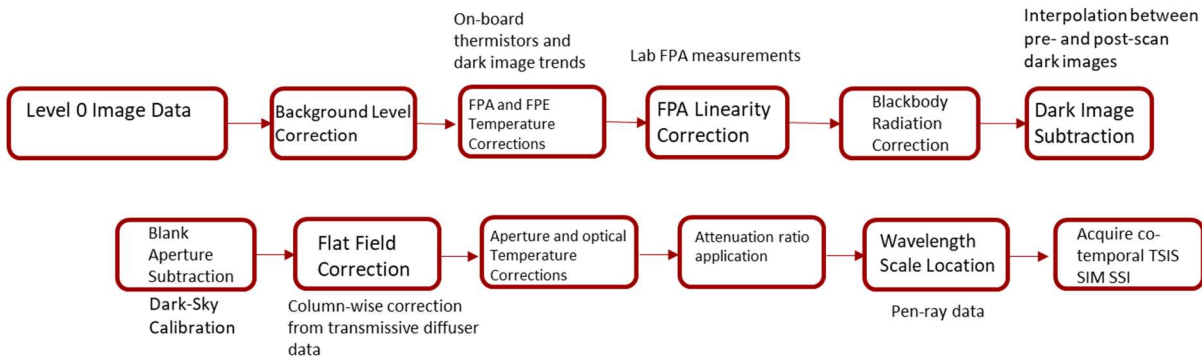 On-board
thermistors and
dark image trends
Lab FPA measurements
Interpolation between
pre- and post-scan
dark images
Level 0 Image Data
Background Level
Correction
FPA and FPE
Temperature
Corrections
FPA Linearity
Correction
Blackbody
Radiation
Correction
Dark Image
Subtraction
Blank
Aperture
Subtraction
Flat Field
Correction
Aperture and optical
Temperature
Corrections
Attenuation ratio
application
Wavelength
Scale Location
Acquire co-
temporal TSIS
SIM SSI
Dark-Sky
Calibration
Column-wise correction
from transmissive diffuser
data
Pen-ray data